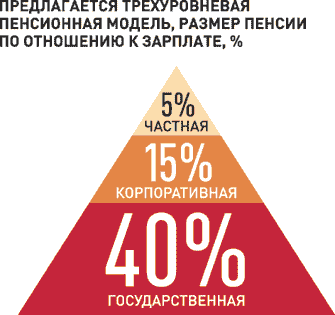 ПРЕДЛАГАЕТСЯ ТРЕХУРОВНЕВАЯ
ПЕНСИОННАЯ МОДЕЛЬ, РАЗМЕР ПЕНСИИ
ПО ОТНОШЕНИЮ К ЗАРПЛАТЕ, %
5%
ЧАСТНАЯ
15%
КОРПОРАТИВНАЯ
40%
ГОСУДАРСТВЕННАЯ